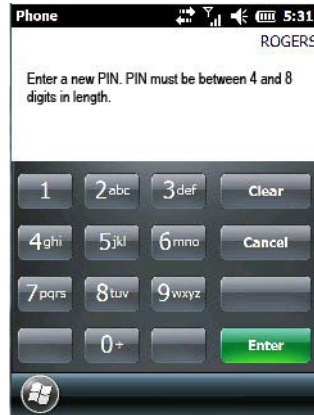 Phone 5:31
ROGERS
Enter a new PIN. PIN must be between 4 and 8
digits in length.
1 2abc 3def Clear
4ghi 5jkl 6mno Cancel
7pqrs 8tuv 9wxyz
0+ Enter